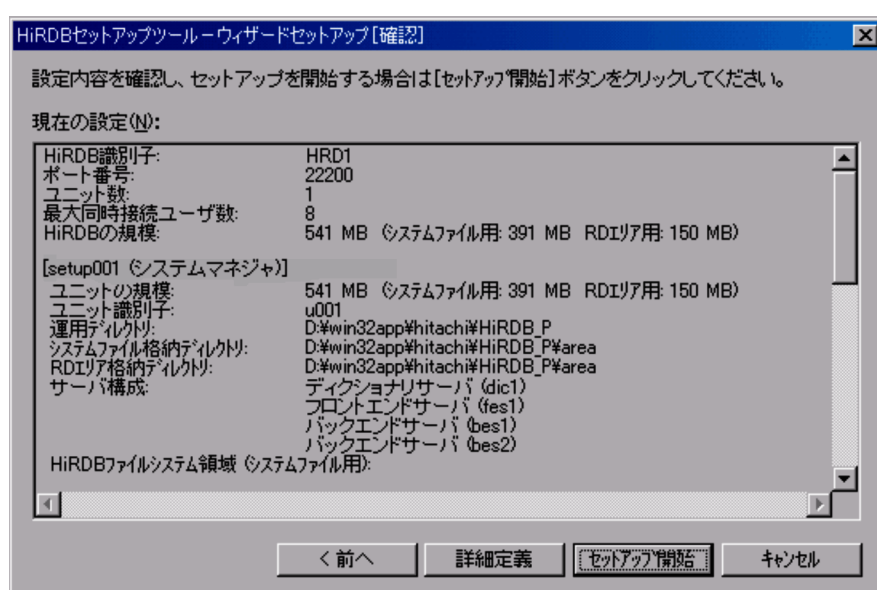 HiRDBセットアップツール－ウィザードセットアップ[確認]
設定内容を確認し、セットアップを開始する場合は[ｾｯﾄｱｯﾌﾟ開始]ボタンをクリックしてください。
現在の設定(N):
HiRDB識別子: HRD1
ポート番号: 22200
ユニット数: 1
最大同時接続ユーザ数: 8
HiRDBの規模: 541 MB (ｼｽﾃﾑﾌｧｲﾙ用: 391 MB RDｴﾘｱ用: 150 MB)
[setup001 (システムマネジャ)]
ユニットの規模: 541 MB (ｼｽﾃﾑﾌｧｲﾙ用: 391 MB RDｴﾘｱ用: 150 MB)
ユニット識別子: u001
運用ﾃﾞｨﾚｸﾄﾘ: D:¥win32app¥hitachi¥HiRDB_P
ｼｽﾃﾑﾌｧｲﾙ格納ﾃﾞｨﾚｸﾄﾘ: D:¥win32app¥hitachi¥HiRDB_P¥area
RDｴﾘｱ格納ﾃﾞｨﾚｸﾄﾘ: D:¥win32app¥hitachi¥HiRDB_P¥area
サーバ構成: ディクショナリサーバ (dic1)
フロントエンドサーバ (fes1)
バックエンドサーバ (bes1)
バックエンドサーバ (bes2)
HiRDBﾌｧｲﾙｼｽﾃﾑ領域 (ｼｽﾃﾑﾌｧｲﾙ用):
< 前へ 詳細定義 ｾｯﾄｱｯﾌﾟ開始 ｷｬﾝｾﾙ